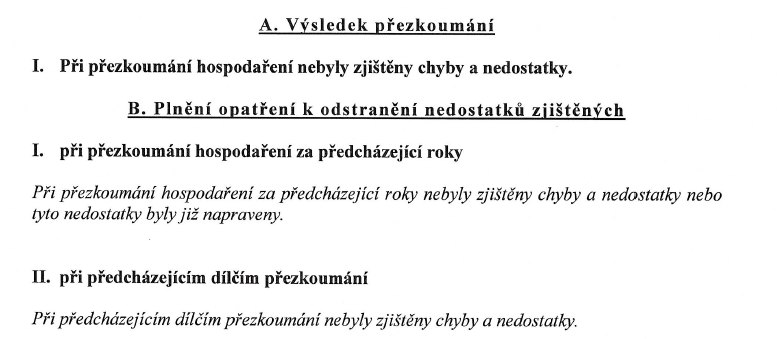 A. Výsledek přezkoumání
I. Při přezkoumání hospodaření nebyly zjištěny chyby a nedostatky.
B. Plnění opatření k odstranění nedostatků zjištěných
I. při přezkoumání hospodaření za předcházející roky
Při přezkoumání hospodaření za předcházející roky nebyly zjištěny chyby a nedostatky nebo
tyto nedostatky byly již napraveny.
II. při předcházejícím dílčím přezkoumání
Při předcházejícím dílčím přezkoumání nebyly zjištěny chyby a nedostatky.